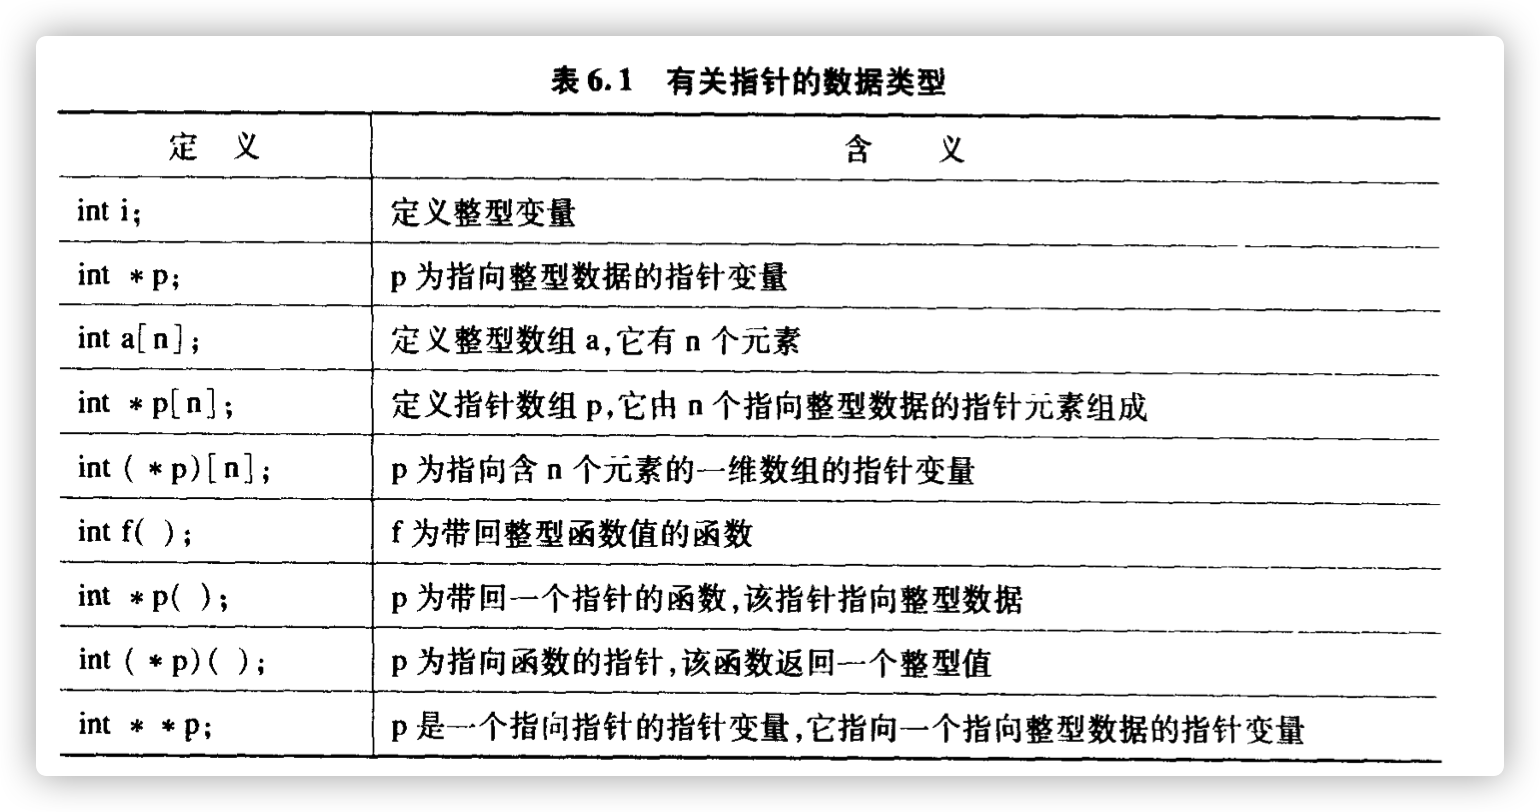 表 6.1 有关指针的数据类型
定 义 含 义
int i; 定义整型变量
int *p; p 为指向整型数据的指针变量
int a[n]; 定义整型数组 a,它有 n 个元素
int *p[n]; 定义指针数组 p,它由 n 个指向整型数据的指针元素组成
int (*p)[n]; p 为指向含 n 个元素的一维数组的指针变量
int f( ); f 为带回整型函数值的函数
int *p( ); p 为带回一个指针的函数,该指针指向整型数据
int (*p)( ); p 为指向函数的指针,该函数返回一个整型值
int * *p; p 是一个指向指针的指针变量,它指向一个指向整型数据的指针变量